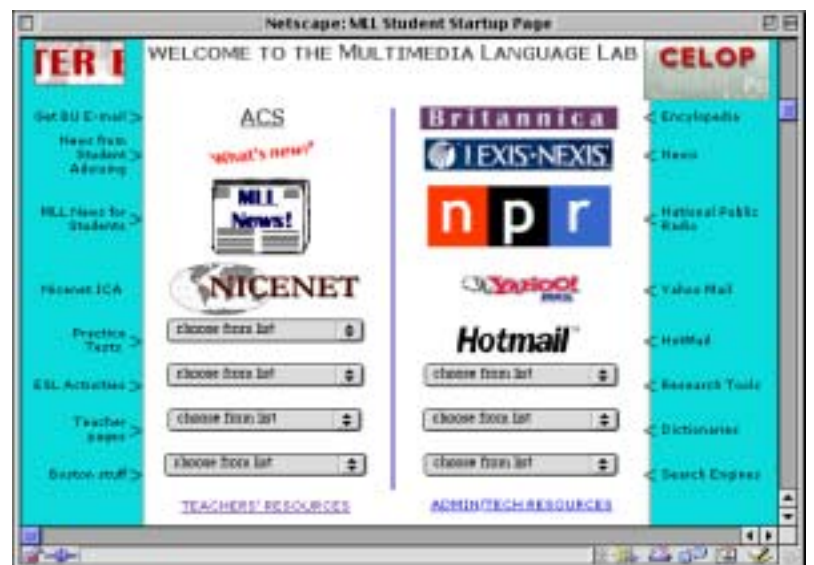 Netscape: MLL Student Startup Page
TER E
WELCOME TO THE MULTIMEDIA LANGUAGE LAB
CELOP
Get BU E-mail >
ACS
Britannica
< Encyclopedia
News from
Student >
Advising
What's new?
LEXIS·NEXIS
< News
MLL News for >
Students
MLL
News!
npr
< National Public
Radio
Nicenet ICA
NICENET
YAHOO!
MAIL
< Yahoo Mail
Practice >
Tests
choose from list
Hotmail™
< HotMail
ESL Activities >
choose from list
choose from list
< Research Tools
Teacher >
pages
choose from list
choose from list
< Dictionaries
Boston stuff >
choose from list
choose from list
< Search Engines
TEACHERS' RESOURCES
ADMIN/TECH RESOURCES